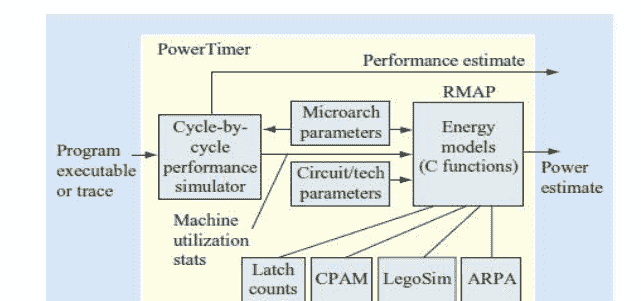 PowerTimer
Performance estimate
RMAP
Microarch
parameters
Cycle-by-
cycle
performance
simulator
Energy
models
(C functions)
Program
executable
or trace
Circuit/tech
parameters
Power
estimate
Machine
utilization
stats
Latch
counts
CPAM
LegoSim
ARPA